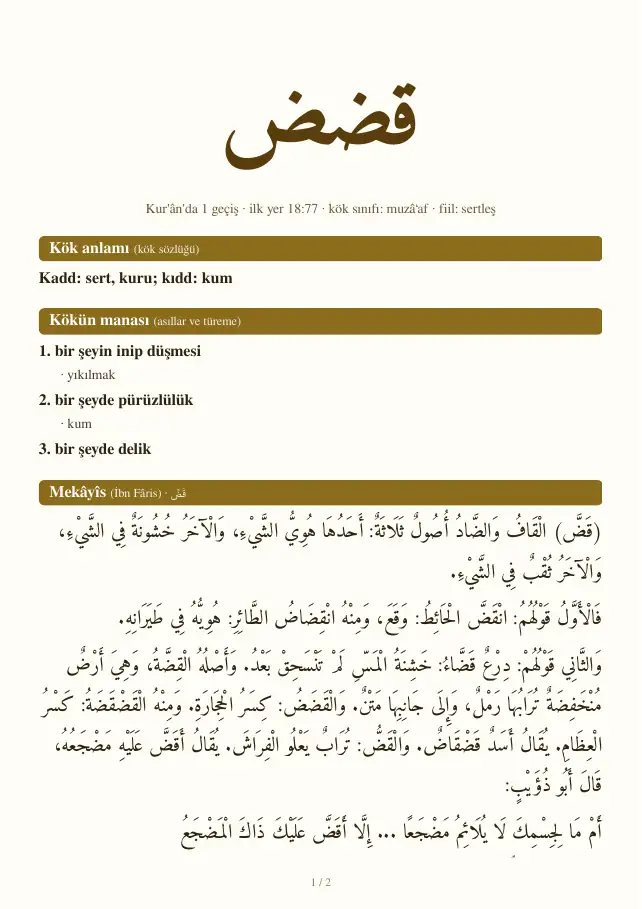 قضض
Kur'ân'da 1 geçiş · ilk yer 18:77 · kök sınıfı: muzâ'af · fiil: sertleş
Kök anlamı (kök sözlüğü)
Kadd: sert, kuru; kıdd: kum
Kökün manası (asıllar ve türeme)
1. bir şeyin inip düşmesi
· yıkılmak
2. bir şeyde pürüzlülük
· kum
3. bir şeyde delik
Mekâyîs (İbn Fâris) · قَضَّ
(قَضَّ) الْقَافُ وَالضَّادُ أُصُولٌ ثَلَاثَةٌ: أَحَدُهَا هُوِيُّ الشَّيْءِ، وَالْآخَرُ خُشُونَةٌ فِي الشَّيْءِ،
وَالْآخَرُ ثُقْبٌ فِي الشَّيْءِ.
فَالْأَوَّلُ قَوْلُهُمُ: انْقَضَّ الْحَائِطُ: وَقَعَ، وَمِنْهُ انْقِضَاضُ الطَّائِرِ: هُوِيُّهُ فِي طَيَرَانِهِ.
وَالثَّانِي قَوْلُهُمْ: دِرْعٌ قَضَّاءُ: خَشِنَةُ الْمَسِّ لَمْ تَنْسَحِقْ بَعْدُ. وَأَصْلُهُ الْقِضَّةُ، وَهِيَ أَرْضٌ
مُنْخَفِضَةٌ تُرَابُهَا رَمْلٌ، وَإِلَى جَانِبِهَا مَتْنٌ. وَالْقَضَضُ: كِسَرُ الْحِجَارَةِ. وَمِنْهُ الْقَضْقَضَةُ: كَسْرُ
الْعِظَامِ. يُقَالُ أَسَدٌ قَضْقَاضٌ. وَالْقَضُّ: تُرَابٌ يَعْلُو الْفِرَاشَ. يُقَالُ أَقَضَّ عَلَيْهِ مَضْجَعُهُ،
قَالَ أَبُو ذُؤَيْبٍ:
أَمْ مَا لِجِسْمِكَ لَا يُلَائِمُ مَضْجَعًا ... إِلَّا أَقَضَّ عَلَيْكَ ذَاكَ الْمَضْجَعُ
1 / 2